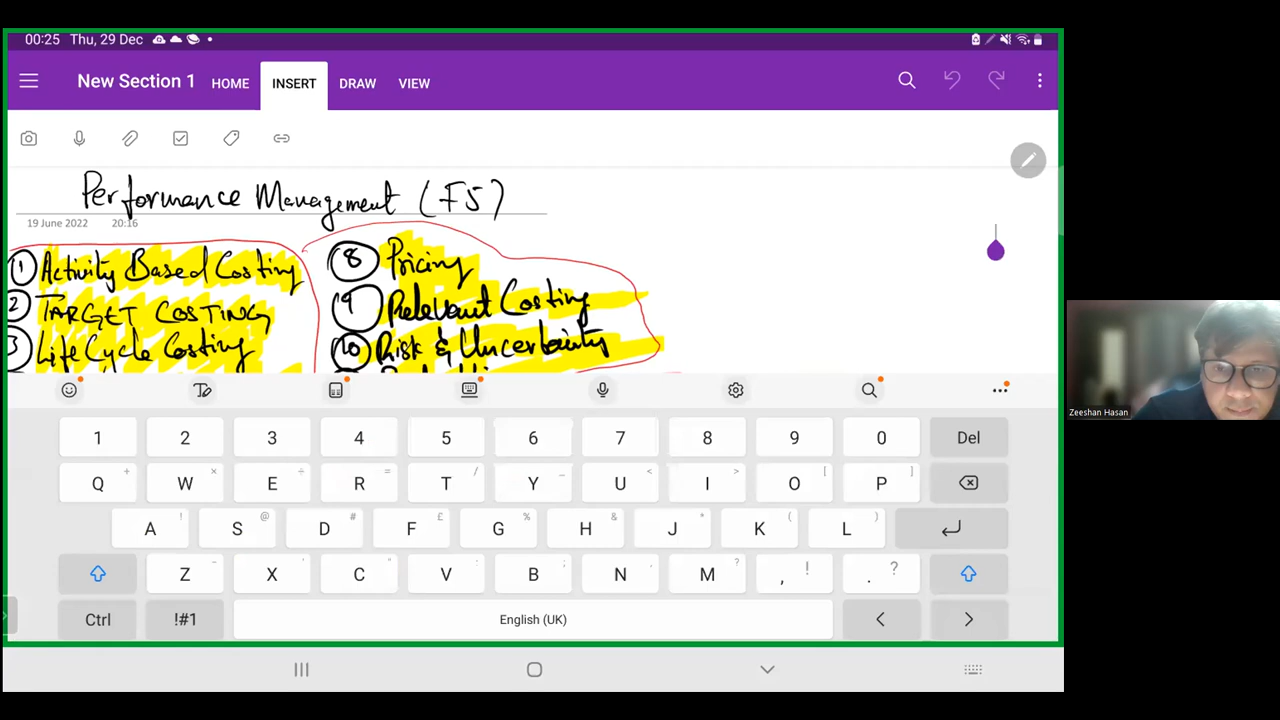 00:25 Thu, 29 Dec
New Section 1 HOME INSERT DRAW VIEW
Performance Management (F5)
19 June 2022 20:16
① Activity Based Costing
2 TARGET COSTING
3 Life Cycle Costing
⑧ Pricing
⑨ Relevant Costing
⑩ Risk & Uncertainty
Zeeshan Hasan
1 2 3 4 5 6 7 8 9 0 Del
+ × ÷ = / _ < > [ ]
Q W E R T Y U I O P
! @ # £ % & * ( )
A S D F G H J K L
- ' " : ; , ? ! ?
Z X C V B N M , .
Ctrl !#1 English (UK) < >